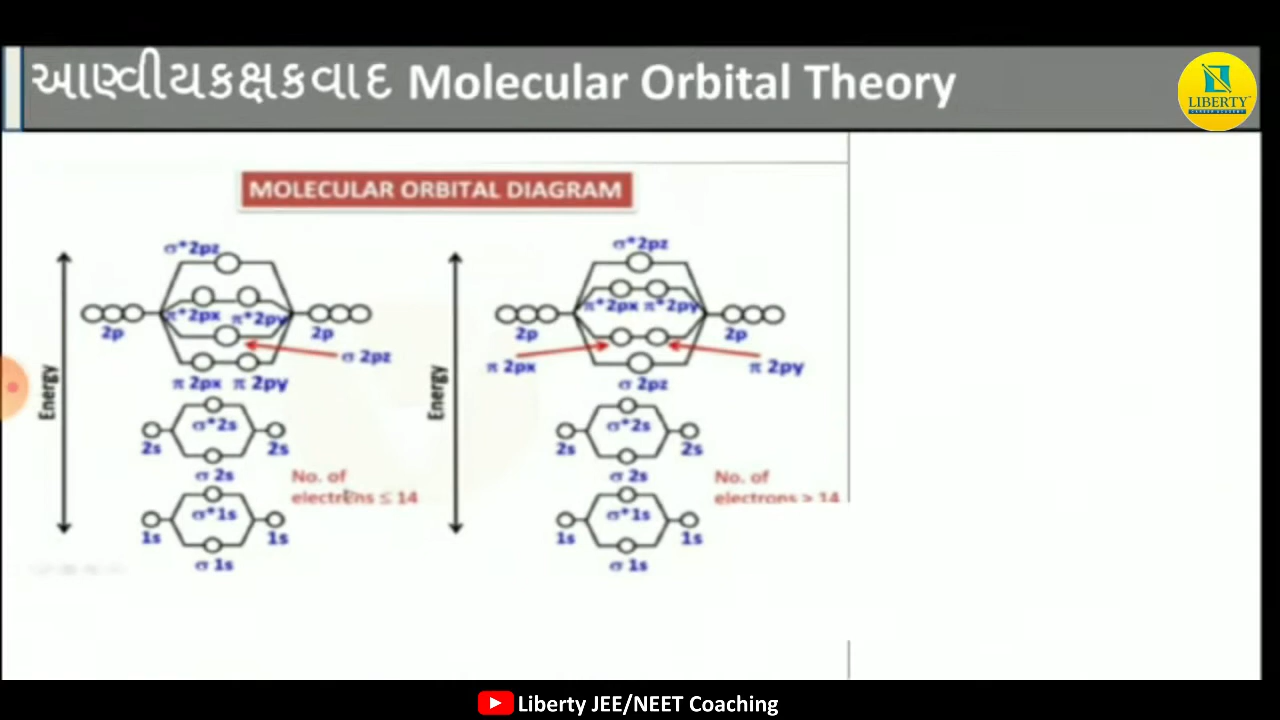 આણ્વીયકક્ષકવાદ Molecular Orbital Theory
LIBERTY
MOLECULAR ORBITAL DIAGRAM
σ*2pz
π*2px π*2py
2p 2p
σ 2pz
π 2px π 2py
Energy
σ*2s
2s 2s
σ 2s
No. of
electrons ≤ 14
σ*1s
1s 1s
σ 1s
σ*2pz
π*2px π*2py
2p 2p
π 2px π 2py
σ 2pz
Energy
σ*2s
2s 2s
σ 2s
No. of
electrons > 14
σ*1s
1s 1s
σ 1s
Liberty JEE/NEET Coaching